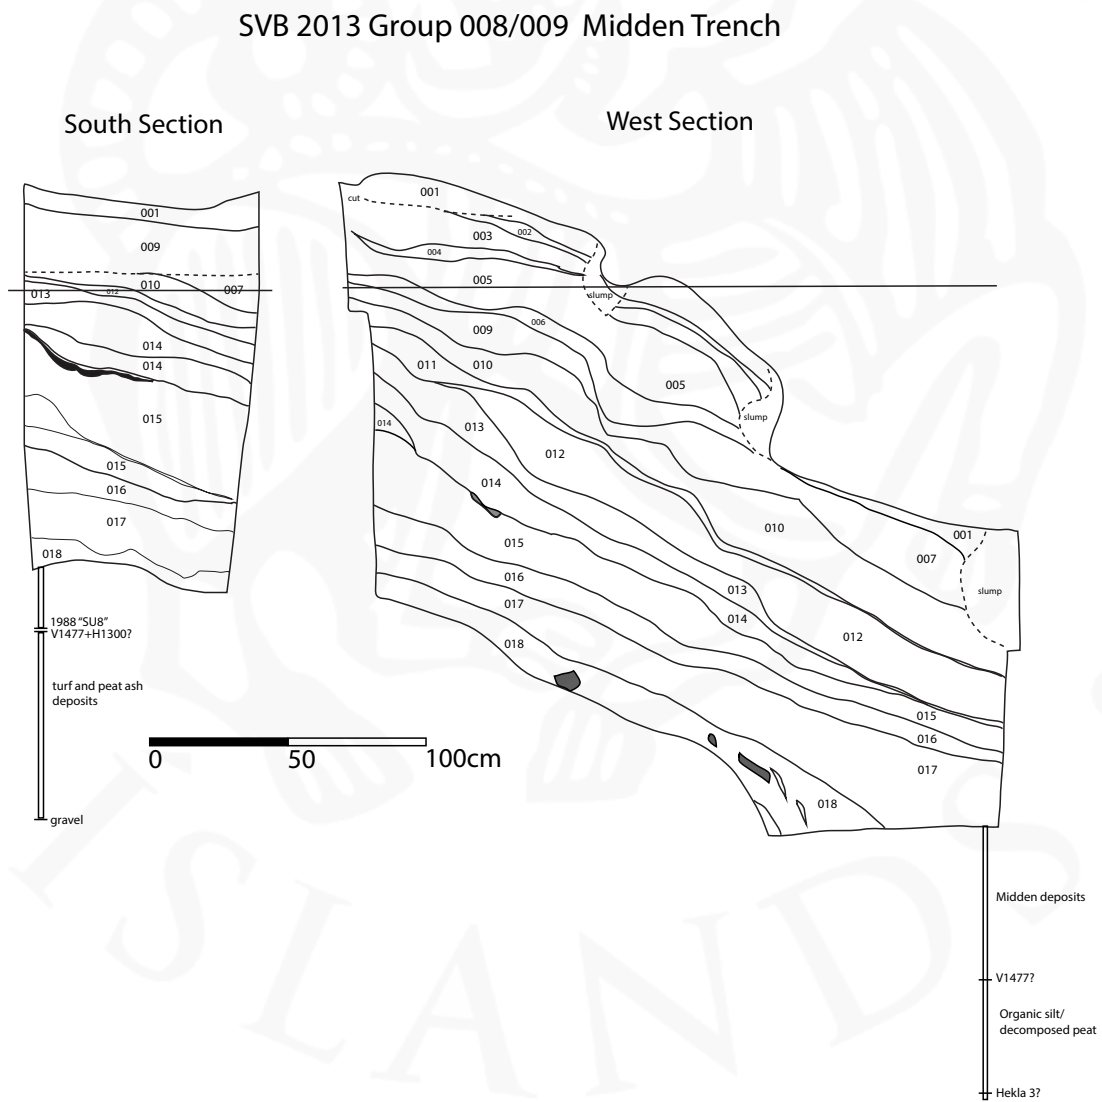 SVB 2013 Group 008/009 Midden Trench
South Section
West Section
001
009
010
012
013
007
014
014
015
015
016
017
018
1988 "SU8"
V1477+H1300?
turf and peat ash
deposits
gravel
0
50
100cm
001
cut
002
003
004
005
slump
006
009
010
011
005
slump
014
013
012
014
010
001
007
slump
015
016
017
013
014
012
018
015
016
017
018
Midden deposits
V1477?
Organic silt/
decomposed peat
Hekla 3?
ISLANDS